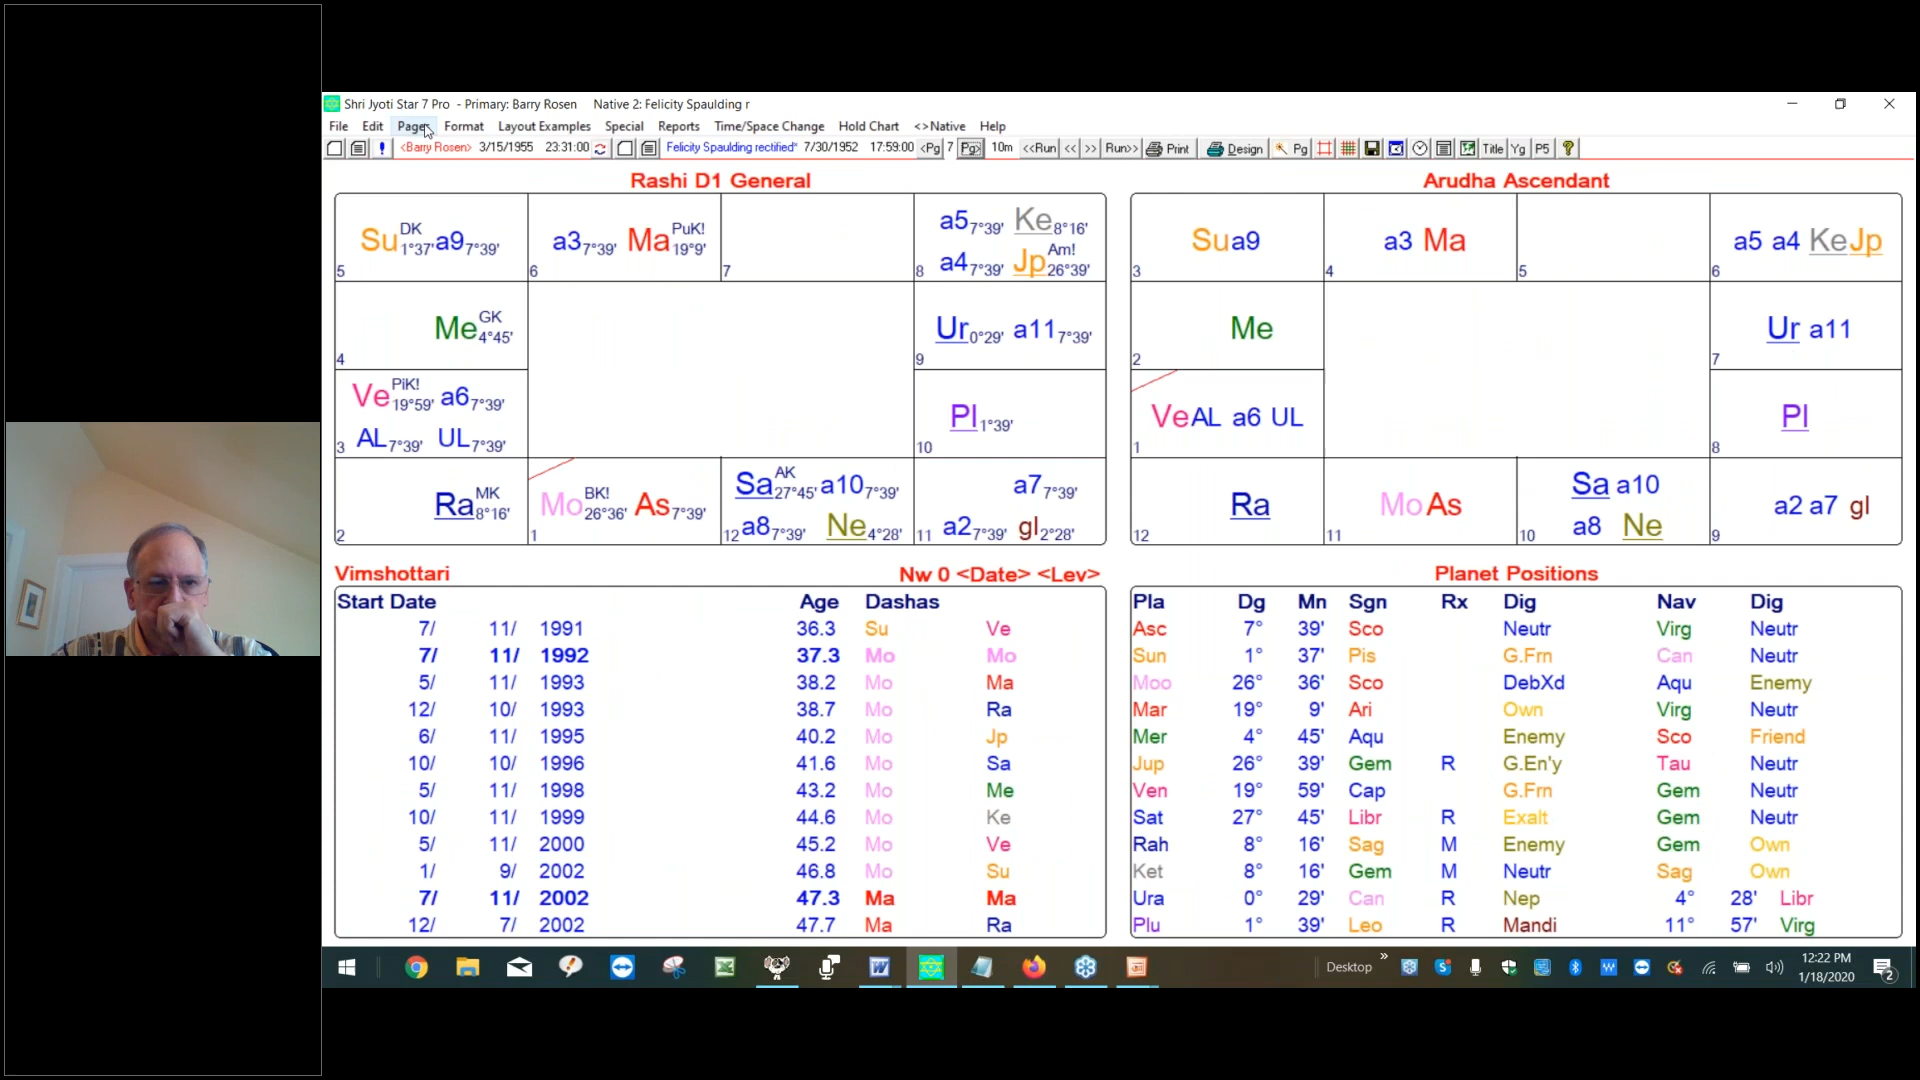 Shri Jyoti Star 7 Pro - Primary: Barry Rosen Native 2: Felicity Spaulding r
File Edit Pages Format Layout Examples Special Reports Time/Space Change Hold Chart <>Native Help
<Barry Rosen> 3/15/1955 23:31:00 Felicity Spaulding rectified* 7/30/1952 17:59:00 <Pg 7 Pg> 10m <<Run << >> Run>> Print Design Pg Title Yg P5
Rashi D1 General
Su DK 1°37' a9 7°39' 5
a3 7°39' Ma PuK! 19°9' 6
7
a5 7°39' Ke 8°16'
a4 7°39' Jp Am! 26°39' 8
Me GK 4°45' 4
Ur 0°29' a11 7°39' 9
Ve PiK! 19°59' a6 7°39'
AL 7°39' UL 7°39' 3
Pl 1°39' 10
Ra MK 8°16' 2
Mo BK! 26°36' As 7°39' 1
Sa AK 27°45' a10 7°39'
a8 7°39' Ne 4°28' 12
a7 7°39'
a2 7°39' gl 2°28' 11
Arudha Ascendant
Su a9 3
a3 Ma 4
5
a5 a4 Ke Jp 6
Me 2
Ur a11 7
Ve AL a6 UL 1
Pl 8
Ra 12
Mo As 11
Sa a10
a8 Ne 10
a2 a7 gl 9
Vimshottari Nw 0 <Date> <Lev>
Start Date Age Dashas
7/ 11/ 1991 36.3 Su Ve
7/ 11/ 1992 37.3 Mo Mo
5/ 11/ 1993 38.2 Mo Ma
12/ 10/ 1993 38.7 Mo Ra
6/ 11/ 1995 40.2 Mo Jp
10/ 10/ 1996 41.6 Mo Sa
5/ 11/ 1998 43.2 Mo Me
10/ 11/ 1999 44.6 Mo Ke
5/ 11/ 2000 45.2 Mo Ve
1/ 9/ 2002 46.8 Mo Su
7/ 11/ 2002 47.3 Ma Ma
12/ 7/ 2002 47.7 Ma Ra
Planet Positions
Pla Dg Mn Sgn Rx Dig Nav Dig
Asc 7° 39' Sco Neutr Virg Neutr
Sun 1° 37' Pis G.Frn Can Neutr
Moo 26° 36' Sco DebXd Aqu Enemy
Mar 19° 9' Ari Own Virg Neutr
Mer 4° 45' Aqu Enemy Sco Friend
Jup 26° 39' Gem R G.En'y Tau Neutr
Ven 19° 59' Cap G.Frn Gem Neutr
Sat 27° 45' Libr R Exalt Gem Neutr
Rah 8° 16' Sag M Enemy Gem Own
Ket 8° 16' Gem M Neutr Sag Own
Ura 0° 29' Can R Nep 4° 28' Libr
Plu 1° 39' Leo R Mandi 11° 57' Virg
Desktop 12:22 PM
1/18/2020 2